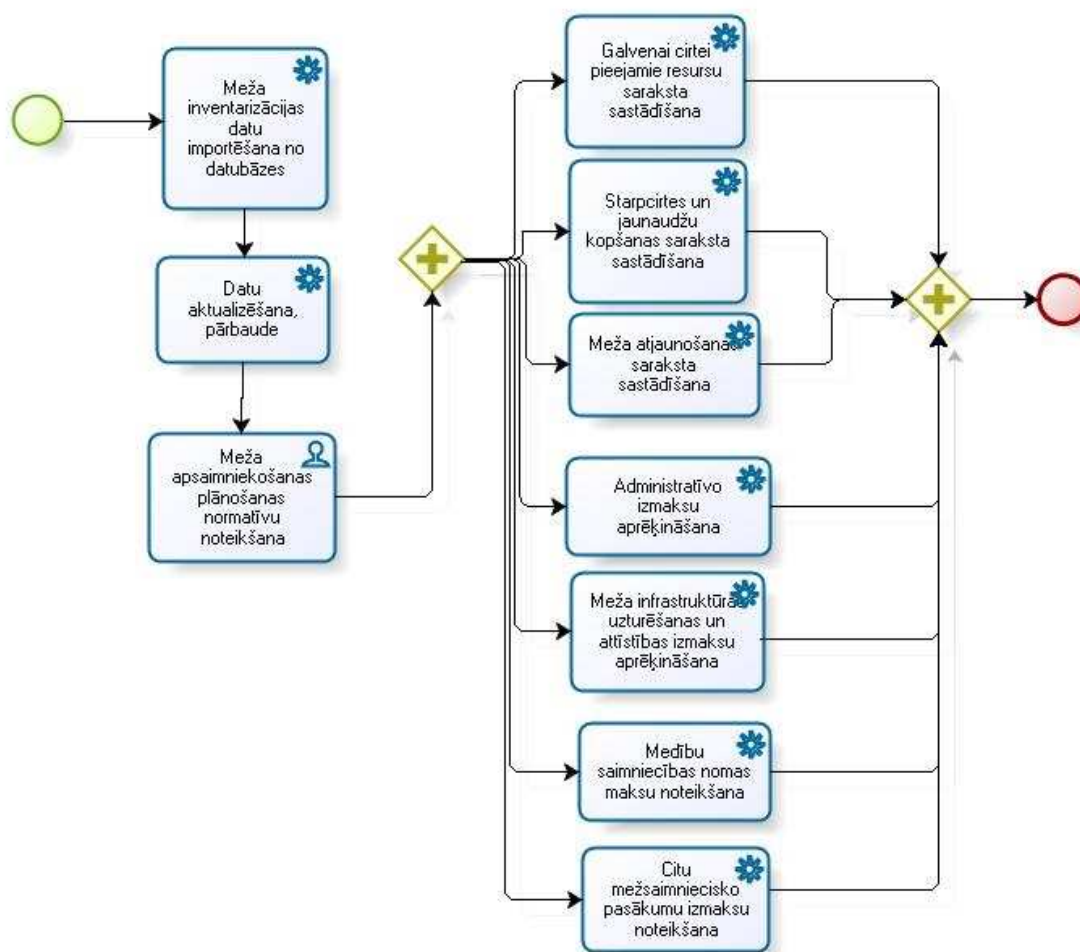 Meža
inventarizācijas
datu
importēšana no
datubāzes
Datu
aktualizēšana,
pārbaude
Meža
apsaimniekošanas
plānošanas
normatīvu
noteikšana
Galvenai cirtei
pieejamie resursu
saraksta
sastādīšana
Starpcirtes un
jaunaudžu
kopšanas saraksta
sastādīšana
Meža atjaunošanas
saraksta
sastādīšana
Administratīvo
izmaksu
aprēķināšana
Meža infrastruktūras
uzturēšanas un
attīstības izmaksu
aprēķināšana
Medību
saimniecības nomas
maksu noteikšana
Citu
mežsaimniecisko
pasākumu izmaksu
noteikšana